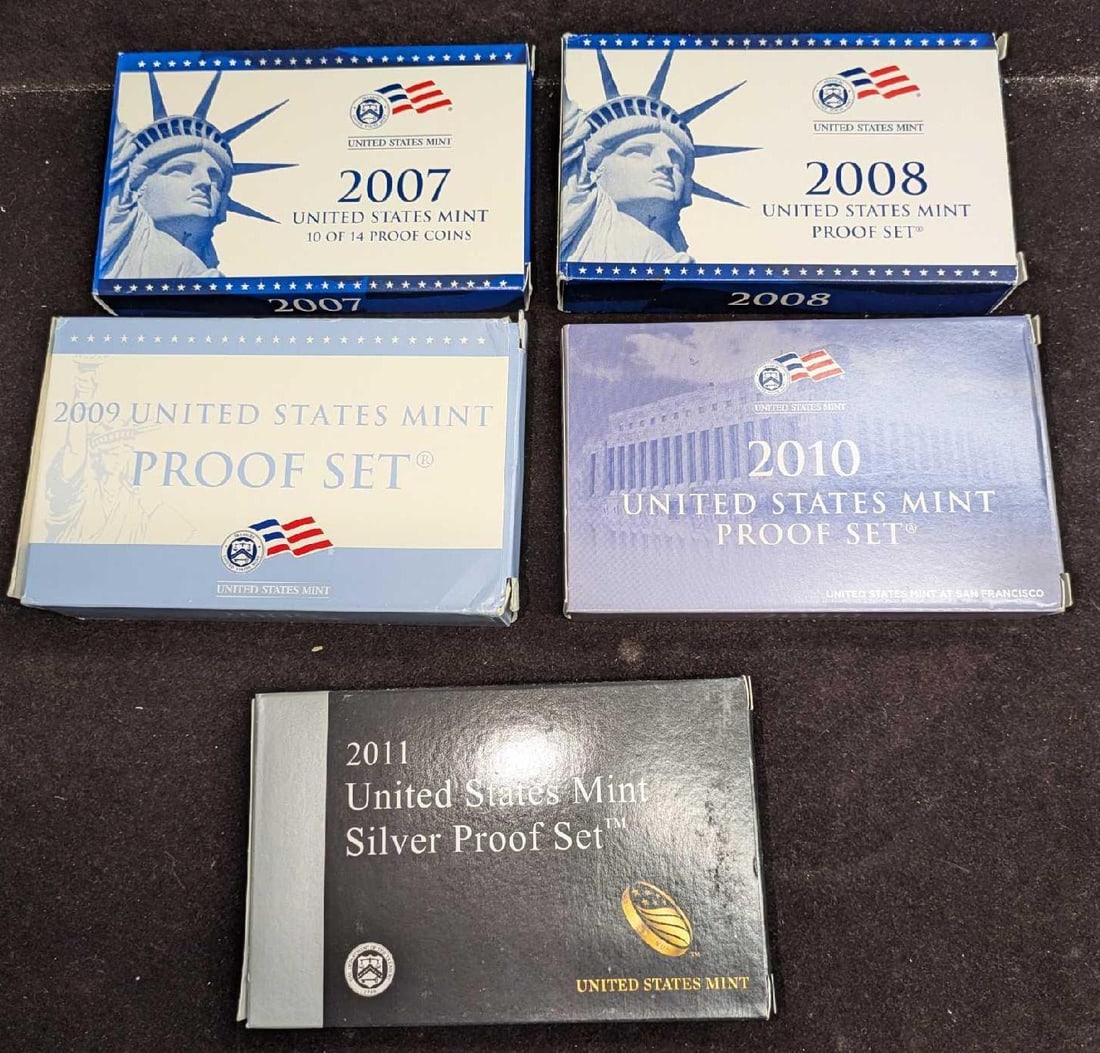 UNITED STATES MINT
2007
UNITED STATES MINT
10 OF 14 PROOF COINS
2007
UNITED STATES MINT
2008
UNITED STATES MINT
PROOF SET®
2008
2009 UNITED STATES MINT
PROOF SET®
UNITED STATES MINT
UNITED STATES MINT
2010
UNITED STATES MINT
PROOF SET®
UNITED STATES MINT AT SAN FRANCISCO
2011
United States Mint
Silver Proof Set™
TM
UNITED STATES MINT